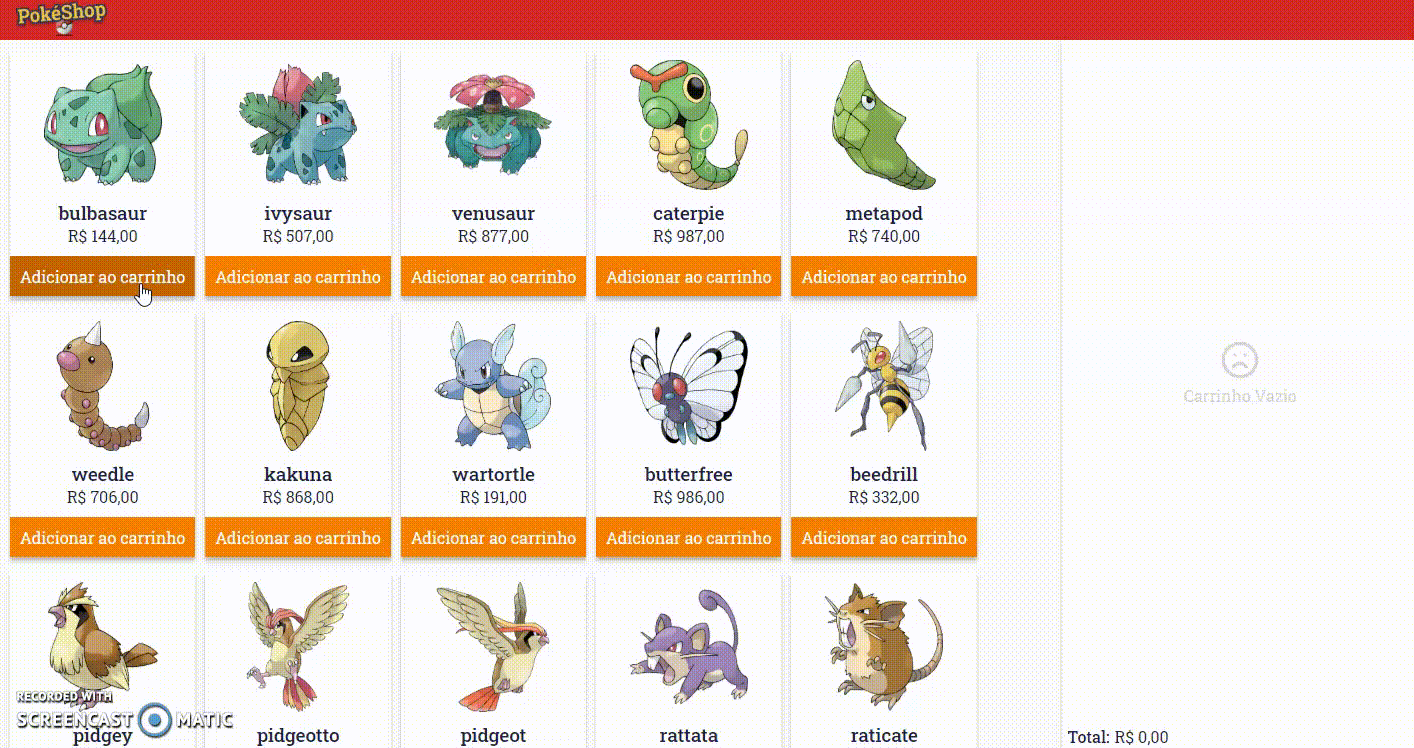 PokéShop
bulbasaur
R$ 144,00
Adicionar ao carrinho
ivysaur
R$ 507,00
Adicionar ao carrinho
venusaur
R$ 877,00
Adicionar ao carrinho
caterpie
R$ 987,00
Adicionar ao carrinho
metapod
R$ 740,00
Adicionar ao carrinho
weedle
R$ 706,00
Adicionar ao carrinho
kakuna
R$ 868,00
Adicionar ao carrinho
wartortle
R$ 191,00
Adicionar ao carrinho
butterfree
R$ 986,00
Adicionar ao carrinho
beedrill
R$ 332,00
Adicionar ao carrinho
pidgey
pidgeotto
pidgeot
rattata
raticate
Carrinho Vazio
Total: R$ 0,00
RECORDED WITH
SCREENCAST MATIC